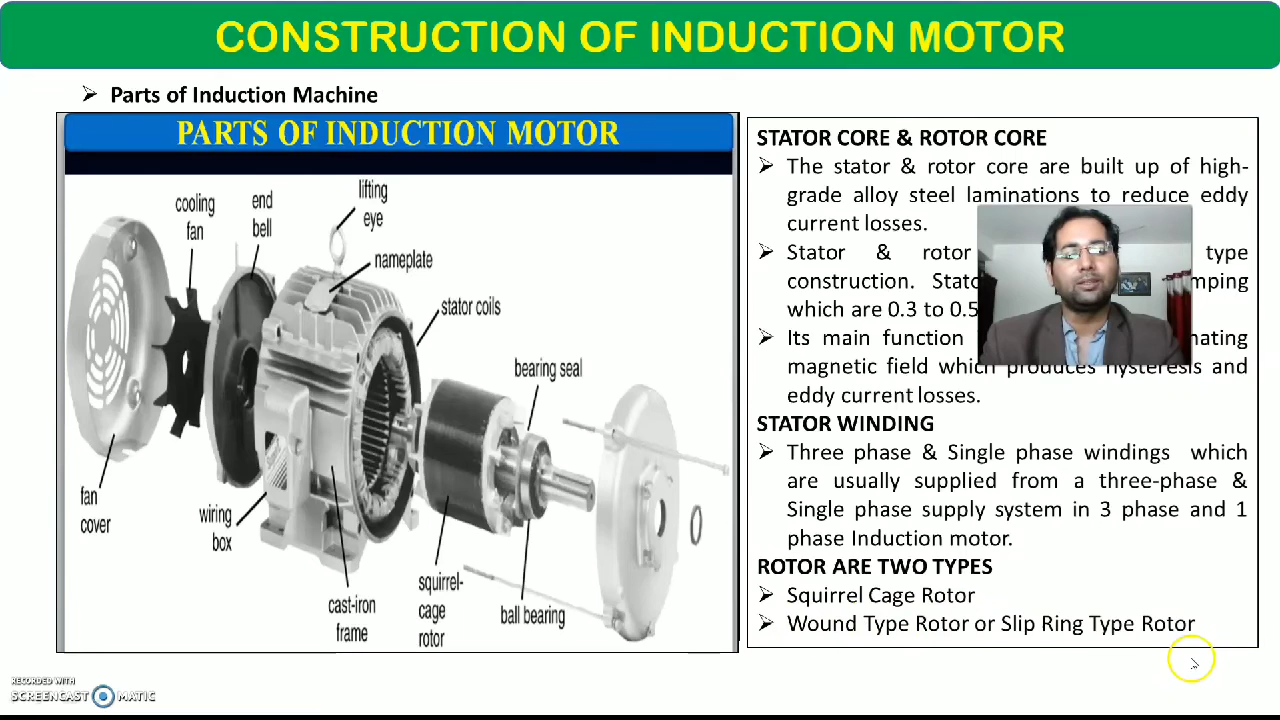 CONSTRUCTION OF INDUCTION MOTOR
Parts of Induction Machine
PARTS OF INDUCTION MOTOR
lifting
eye
cooling
fan
end
bell
nameplate
stator coils
bearing seal
fan
cover
wiring
box
cast-iron
frame
squirrel-
cage
rotor
ball bearing
STATOR CORE & ROTOR CORE
The stator & rotor core are built up of high-
grade alloy steel laminations to reduce eddy
current losses.
Stator & rotor type
construction.
which are 0.3 to
Its main function
magnetic field which produces hysteresis and
eddy current losses.
STATOR WINDING
Three phase & Single phase windings which
are usually supplied from a three-phase &
Single phase supply system in 3 phase and 1
phase Induction motor.
ROTOR ARE TWO TYPES
Squirrel Cage Rotor
Wound Type Rotor or Slip Ring Type Rotor
RECORDED WITH
SCREENCAST MATIC